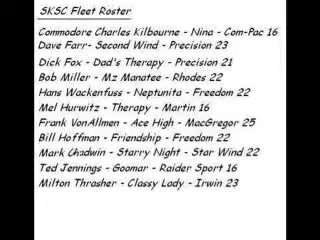 SKSC Fleet Roster
Commodore Charles Kilbourne - Nina - Com-Pac 16
Dave Farr- Second Wind - Precision 23
Dick Fox - Dad's Therapy - Precision 21
Bob Miller - Mz Manatee - Rhodes 22
Hans Wackenfuss - Neptunita - Freedom 22
Mel Hurwitz - Therapy - Martin 16
Frank VonAllmen - Ace High - MacGregor 25
Bill Hoffman - Friendship - Freedom 22
Mark Chadwin - Starry Night - Star Wind 22
Ted Jennings - Goomar - Raider Sport 16
Milton Thrasher - Classy Lady - Irwin 23